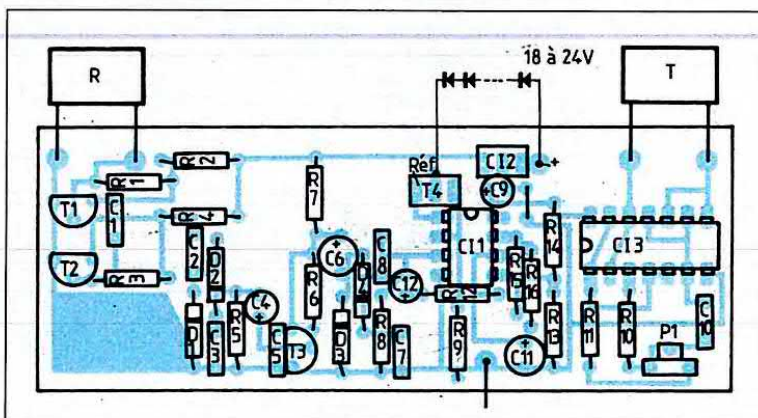 18 à 24V
R
T
Réf.
T4
CI2
+
R2
R1
T1
C1
R4
R7
+C9
CI1
R14
CI3
T2
R3
C2
D2
R6
C6
+
D4
C8
C12
+
R12
R15
R16
D1
C3
R5
C4
+
C5
T3
D3
R8
C7
R9
C11
+
R13
R11
R10
P1
C10